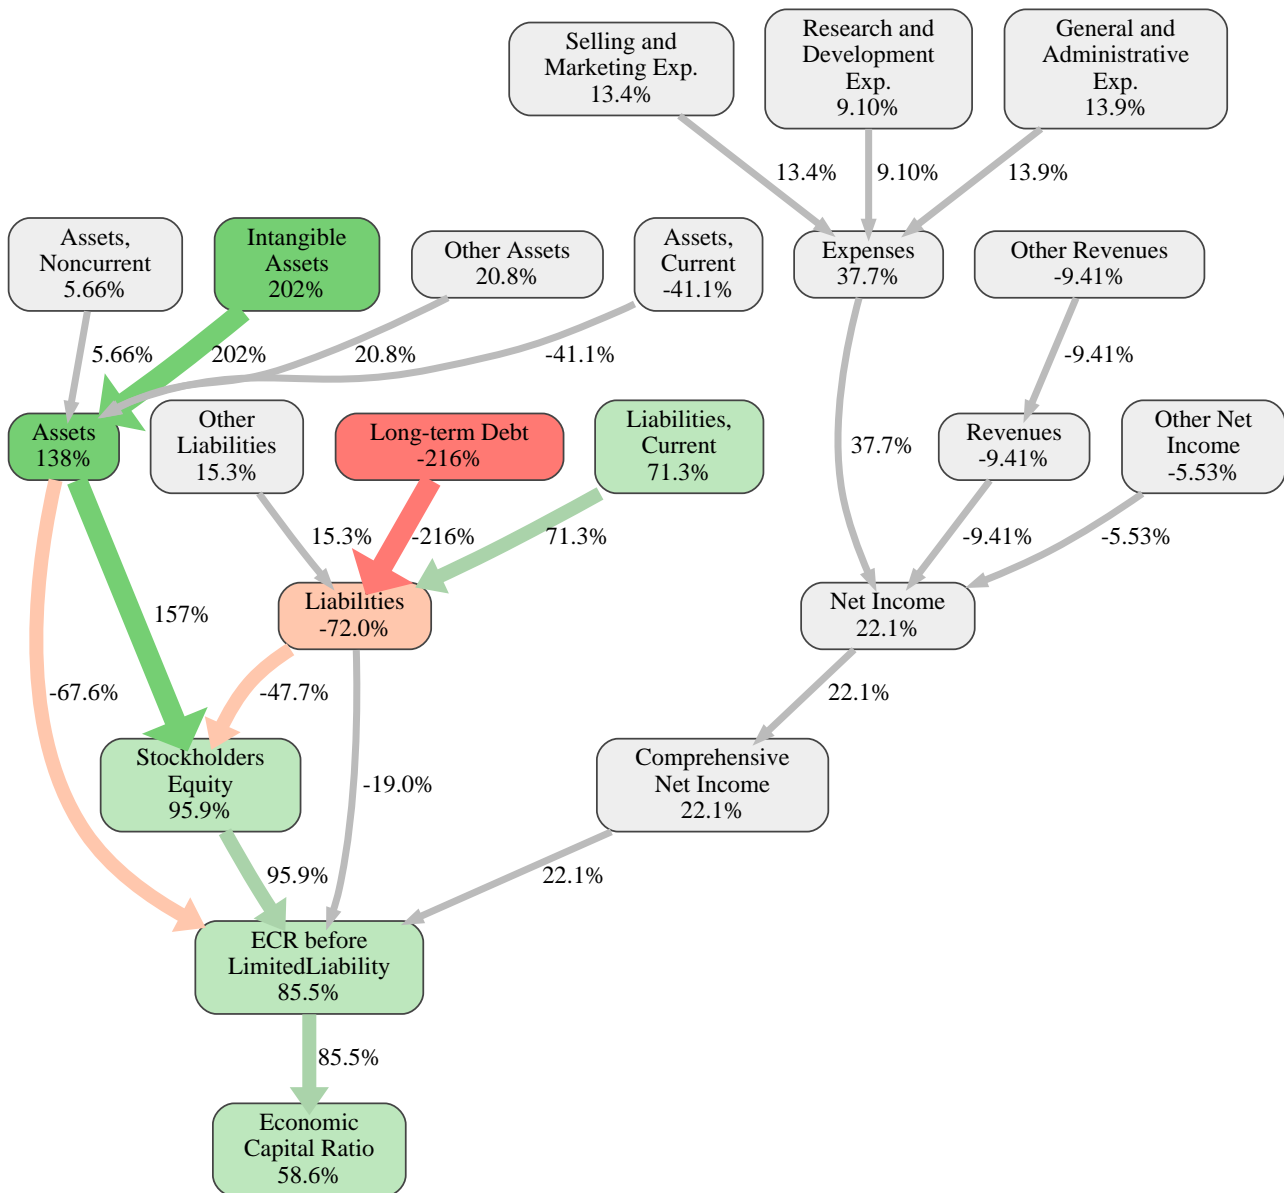 Selling and
Marketing Exp.
13.4%
Research and
Development
Exp.
9.10%
General and
Administrative
Exp.
13.9%
13.4%
9.10%
13.9%
Assets,
Noncurrent
5.66%
Intangible
Assets
202%
Other Assets
20.8%
Assets,
Current
-41.1%
Expenses
37.7%
Other Revenues
-9.41%
5.66%
202%
20.8%
-41.1%
-9.41%
Assets
138%
Other
Liabilities
15.3%
Long-term Debt
-216%
Liabilities,
Current
71.3%
37.7%
Revenues
-9.41%
Other Net
Income
-5.53%
15.3%
-216%
71.3%
-9.41%
-5.53%
157%
Liabilities
-72.0%
Net Income
22.1%
-67.6%
-47.7%
22.1%
Stockholders
Equity
95.9%
-19.0%
Comprehensive
Net Income
22.1%
95.9%
22.1%
ECR before
LimitedLiability
85.5%
85.5%
Economic
Capital Ratio
58.6%